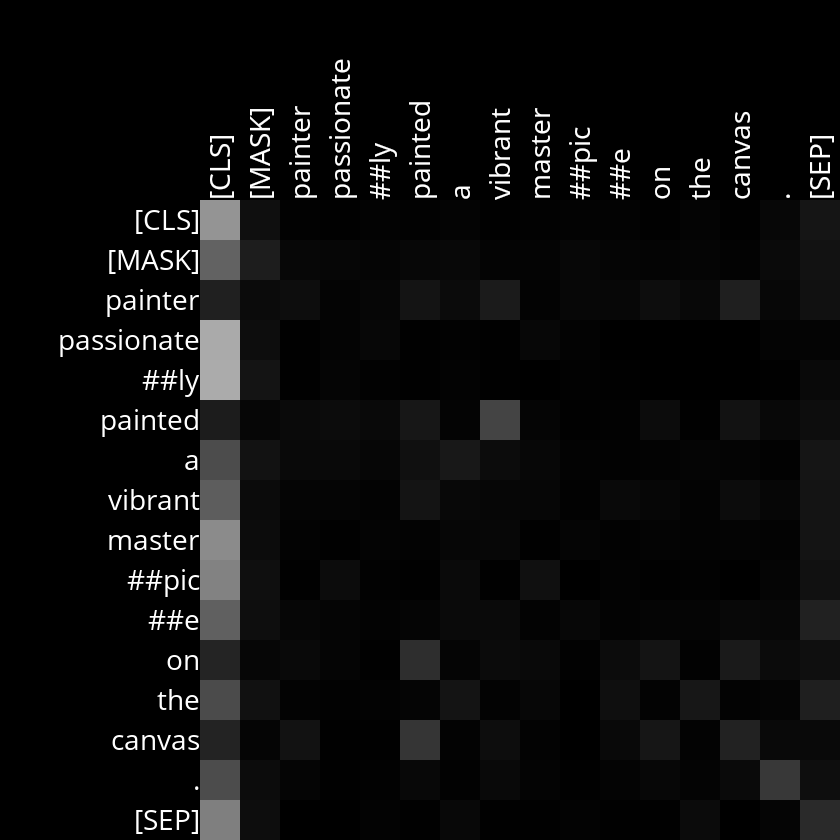 [CLS] [MASK] painter passionate ##ly painted a vibrant master ##pic ##e on the canvas . [SEP]
[CLS]
[MASK]
painter
passionate
##ly
painted
a
vibrant
master
##pic
##e
on
the
canvas
.
[SEP]